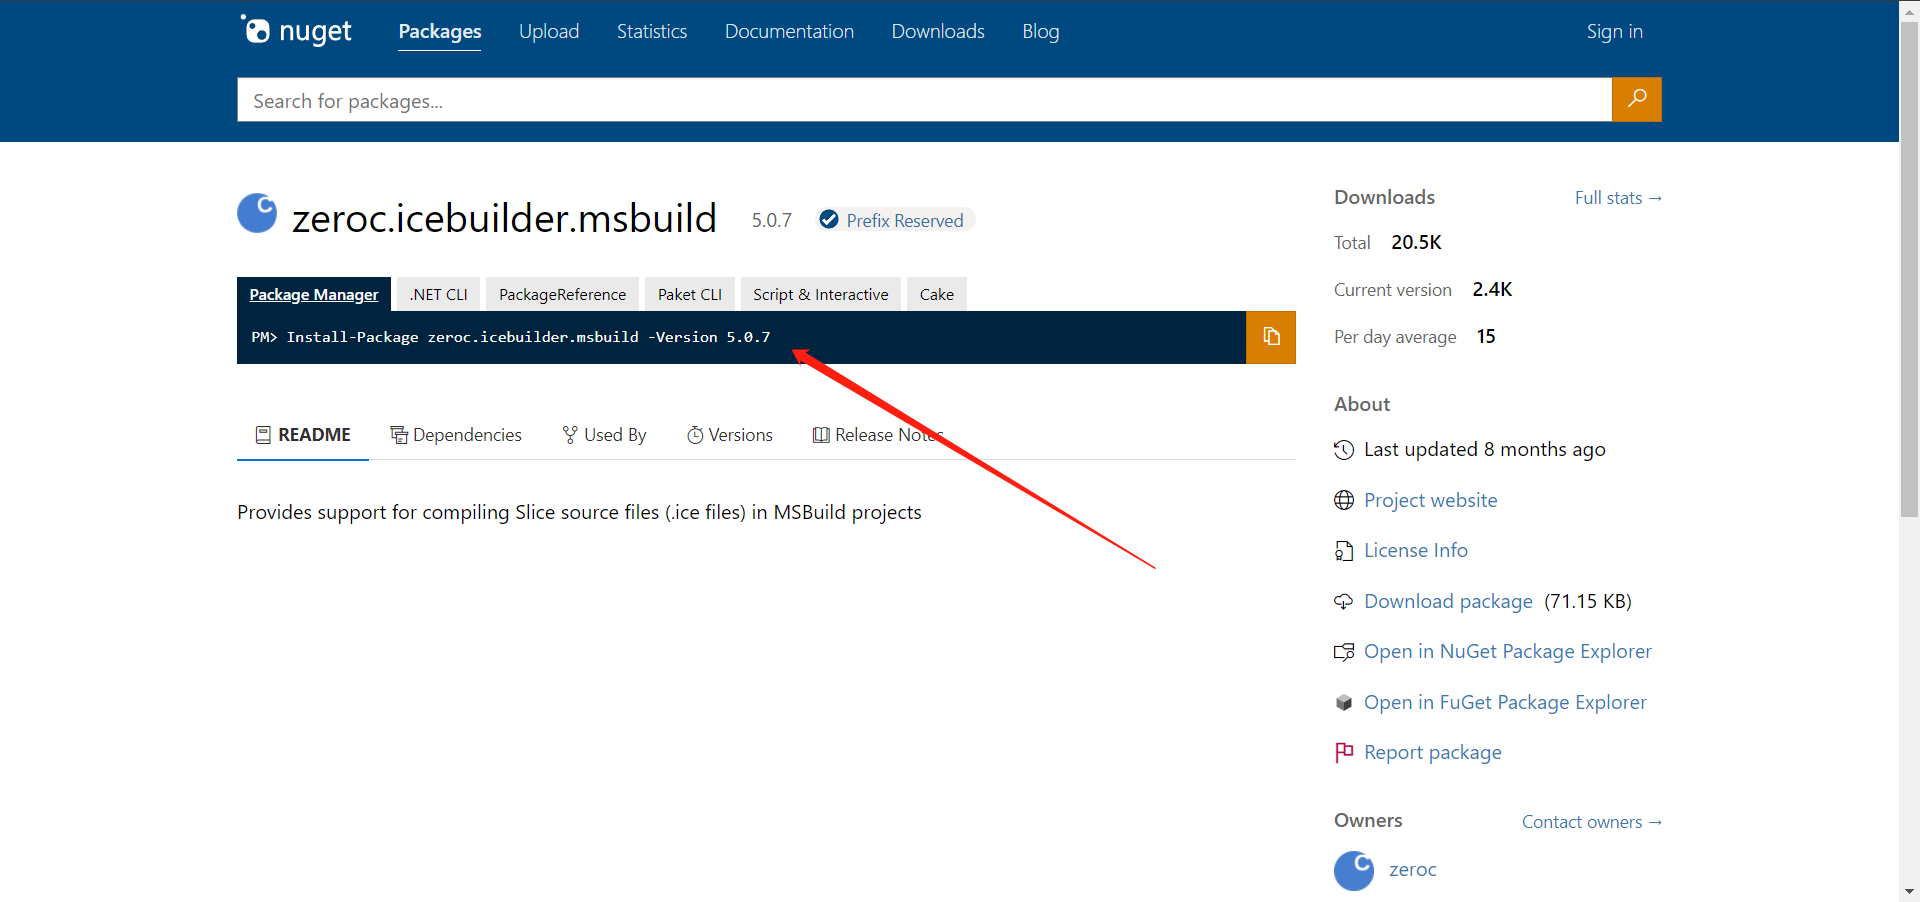 nuget Packages Upload Statistics Documentation Downloads Blog Sign in
Search for packages...
zeroc.icebuilder.msbuild 5.0.7 Prefix Reserved
Package Manager .NET CLI PackageReference Paket CLI Script & Interactive Cake
PM> Install-Package zeroc.icebuilder.msbuild -Version 5.0.7
README Dependencies Used By Versions Release Notes
Provides support for compiling Slice source files (.ice files) in MSBuild projects
Downloads Full stats →
Total 20.5K
Current version 2.4K
Per day average 15
About
Last updated 8 months ago
Project website
License Info
Download package (71.15 KB)
Open in NuGet Package Explorer
Open in FuGet Package Explorer
Report package
Owners Contact owners →
zeroc